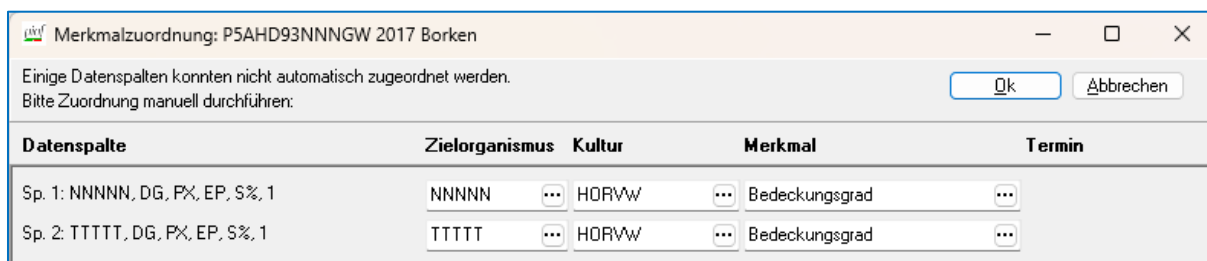 Merkmalzuordnung: P5AHD93NNNGW 2017 Borken
Einige Datenspalten konnten nicht automatisch zugeordnet werden.
Bitte Zuordnung manuell durchführen:
Ok Abbrechen
Datenspalte Zielorganismus Kultur Merkmal Termin
Sp. 1: NNNNN, DG, PX, EP, S%, 1 NNNNN ... HORVW ... Bedeckungsgrad ...
Sp. 2: TTTTT, DG, PX, EP, S%, 1 TTTTT ... HORVW ... Bedeckungsgrad ...